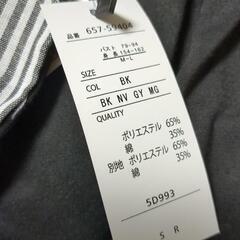 品番 657-59404
バスト 79-94
身長 154-162
SIZE M-L
COL BK
BK NV GY MG
QUALITY
ポリエステル 65%
綿 35%
別地 ポリエステル 65%
綿 35%
5D993
S R